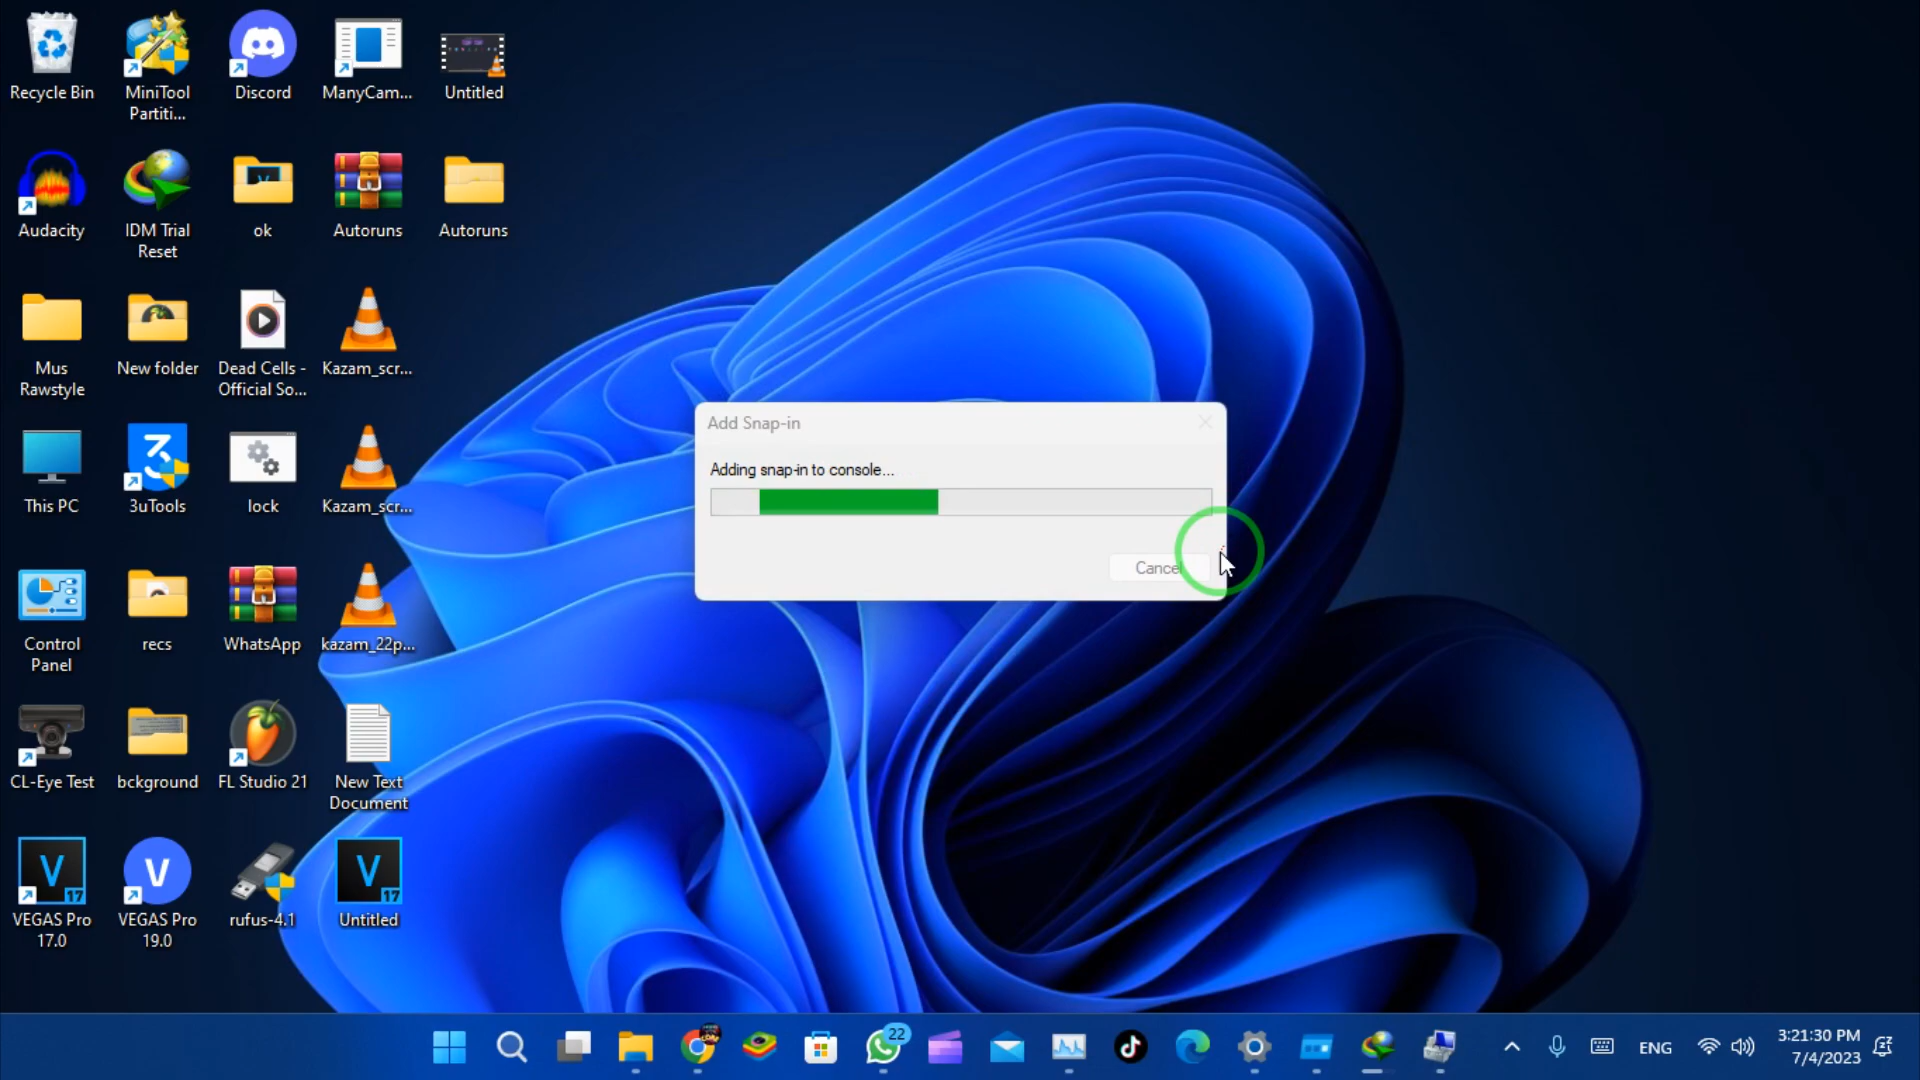 Recycle Bin
MiniTool
Partiti...
Discord
ManyCam...
Untitled
Audacity
IDM Trial
Reset
ok
Autoruns
Autoruns
Mus
Rawstyle
New folder
Dead Cells -
Official So...
Kazam_scr...
This PC
3uTools
lock
Kazam_scr...
Control
Panel
recs
WhatsApp
kazam_22p...
CL-Eye Test
bckground
FL Studio 21
New Text
Document
V
17
VEGAS Pro
17.0
V
VEGAS Pro
19.0
rufus-4.1
V
17
Untitled
Add Snap-in
Adding snap-in to console...
Cancel
22
ENG
3:21:30 PM
7/4/2023